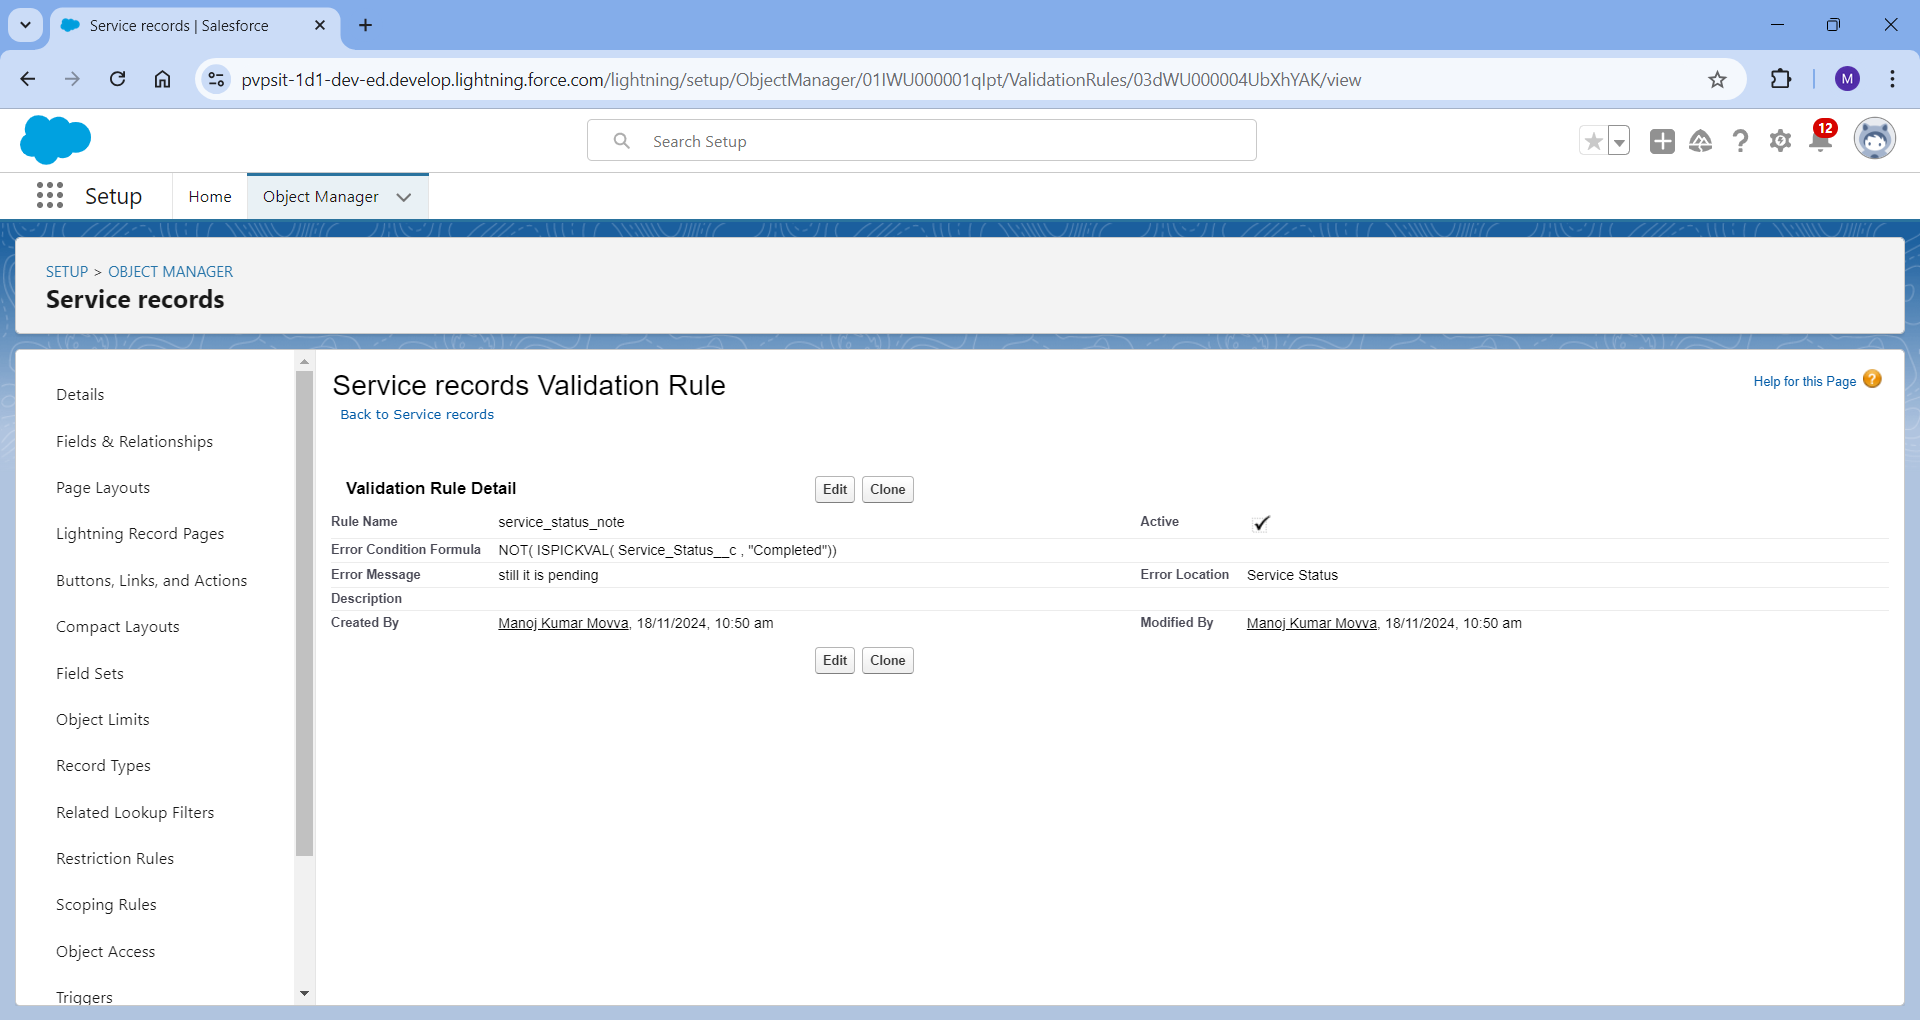 Service records | Salesforce
pvpsit-1d1-dev-ed.develop.lightning.force.com/lightning/setup/ObjectManager/01IWU000001qIpt/ValidationRules/03dWU000004UbXhYAK/view
M
Search Setup
12
Setup
Home
Object Manager
SETUP > OBJECT MANAGER
Service records
Details
Fields & Relationships
Page Layouts
Lightning Record Pages
Buttons, Links, and Actions
Compact Layouts
Field Sets
Object Limits
Record Types
Related Lookup Filters
Restriction Rules
Scoping Rules
Object Access
Triggers
Service records Validation Rule
Help for this Page
Back to Service records
Validation Rule Detail
Edit Clone
Rule Name service_status_note Active
Error Condition Formula NOT( ISPICKVAL( Service_Status__c , "Completed"))
Error Message still it is pending Error Location Service Status
Description
Created By Manoj Kumar Movva, 18/11/2024, 10:50 am Modified By Manoj Kumar Movva, 18/11/2024, 10:50 am
Edit Clone